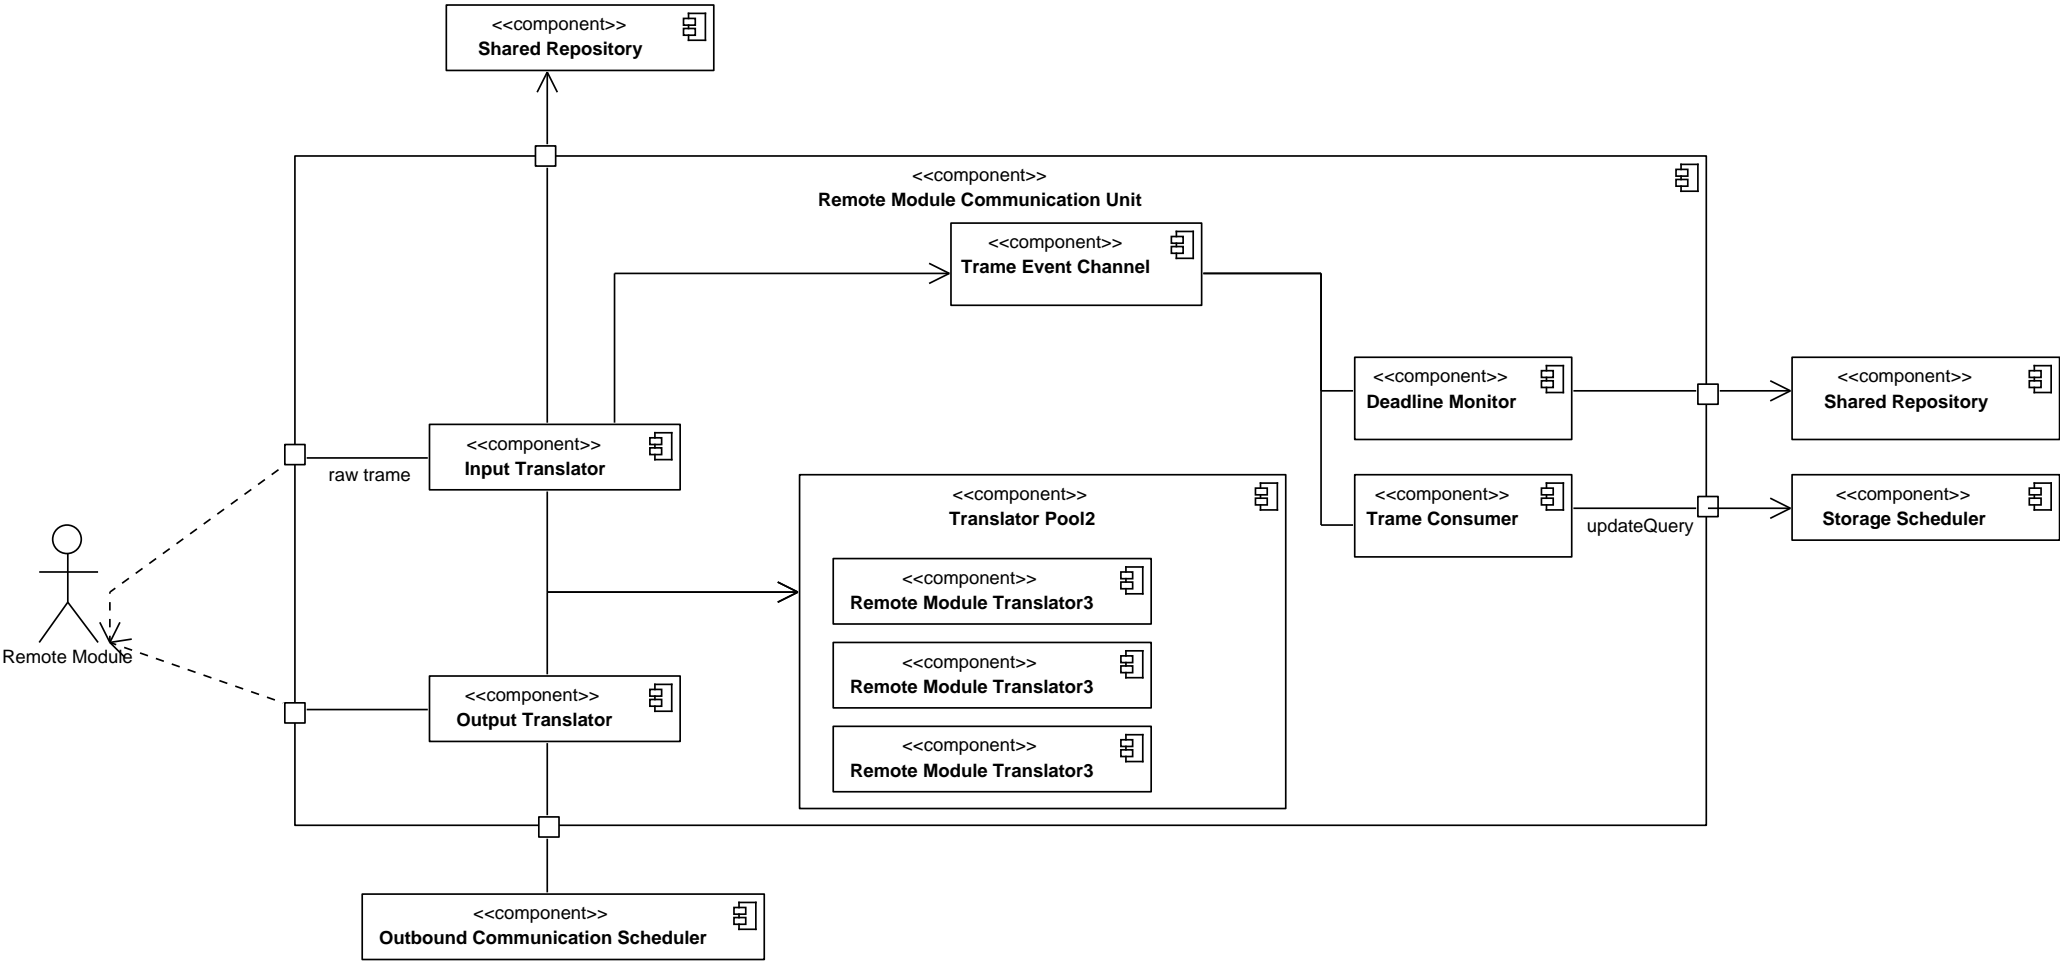 <<component>>
Shared Repository
<<component>>
Remote Module Communication Unit
<<component>>
Trame Event Channel
<<component>>
Deadline Monitor
<<component>>
Shared Repository
<<component>>
Input Translator
raw trame
<<component>>
Translator Pool2
<<component>>
Trame Consumer
updateQuery
<<component>>
Storage Scheduler
<<component>>
Remote Module Translator3
<<component>>
Remote Module Translator3
<<component>>
Remote Module Translator3
Remote Module
<<component>>
Output Translator
<<component>>
Outbound Communication Scheduler